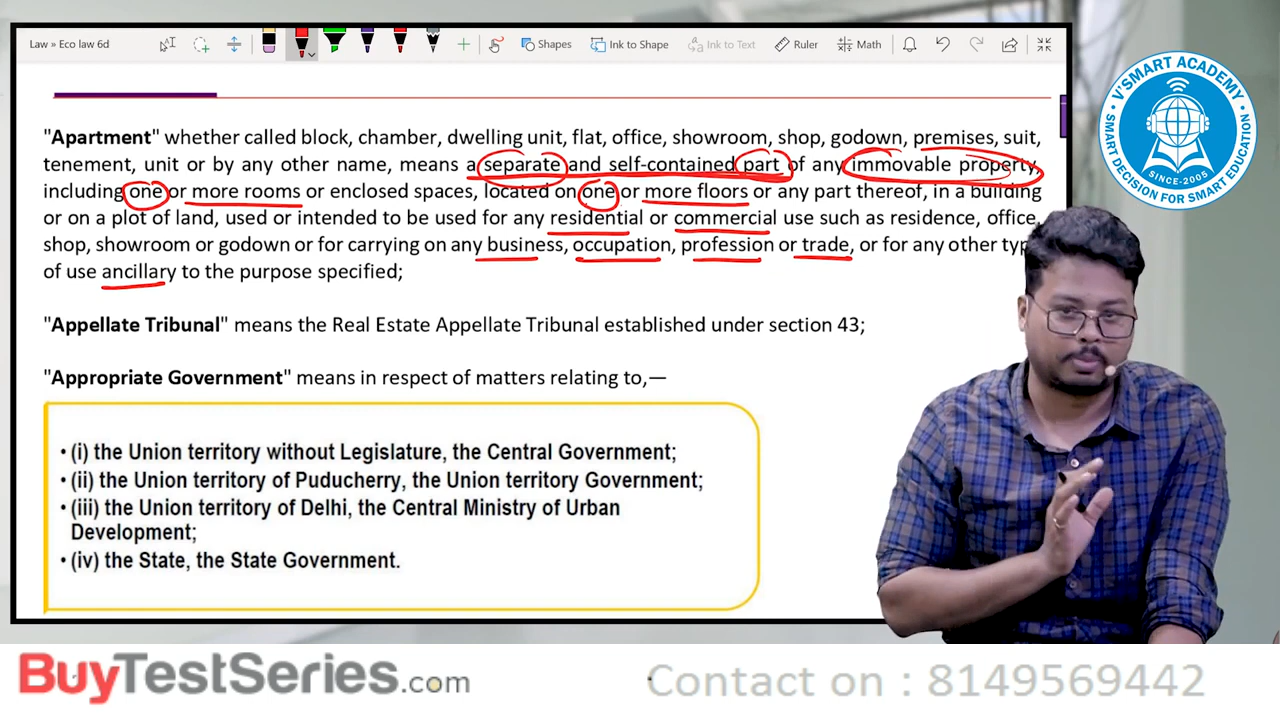 Law » Eco law 6d
Shapes
Ink to Shape
Ink to Text
Ruler
Math
"Apartment" whether called block, chamber, dwelling unit, flat, office, showroom, shop, godown, premises, suit,
tenement, unit or by any other name, means a separate and self-contained part of any immovable property,
including one or more rooms or enclosed spaces, located on one or more floors or any part thereof, in a building
or on a plot of land, used or intended to be used for any residential or commercial use such as residence, office,
shop, showroom or godown or for carrying on any business, occupation, profession or trade, or for any other typ
of use ancillary to the purpose specified;
"Appellate Tribunal" means the Real Estate Appellate Tribunal established under section 43;
"Appropriate Government" means in respect of matters relating to,—
• (i) the Union territory without Legislature, the Central Government;
• (ii) the Union territory of Puducherry, the Union territory Government;
• (iii) the Union territory of Delhi, the Central Ministry of Urban
Development;
• (iv) the State, the State Government.
V'SMART ACADEMY
SMART DECISION FOR SMART EDUCATION
SINCE-2005
BuyTestSeries.com
Contact on : 8149569442